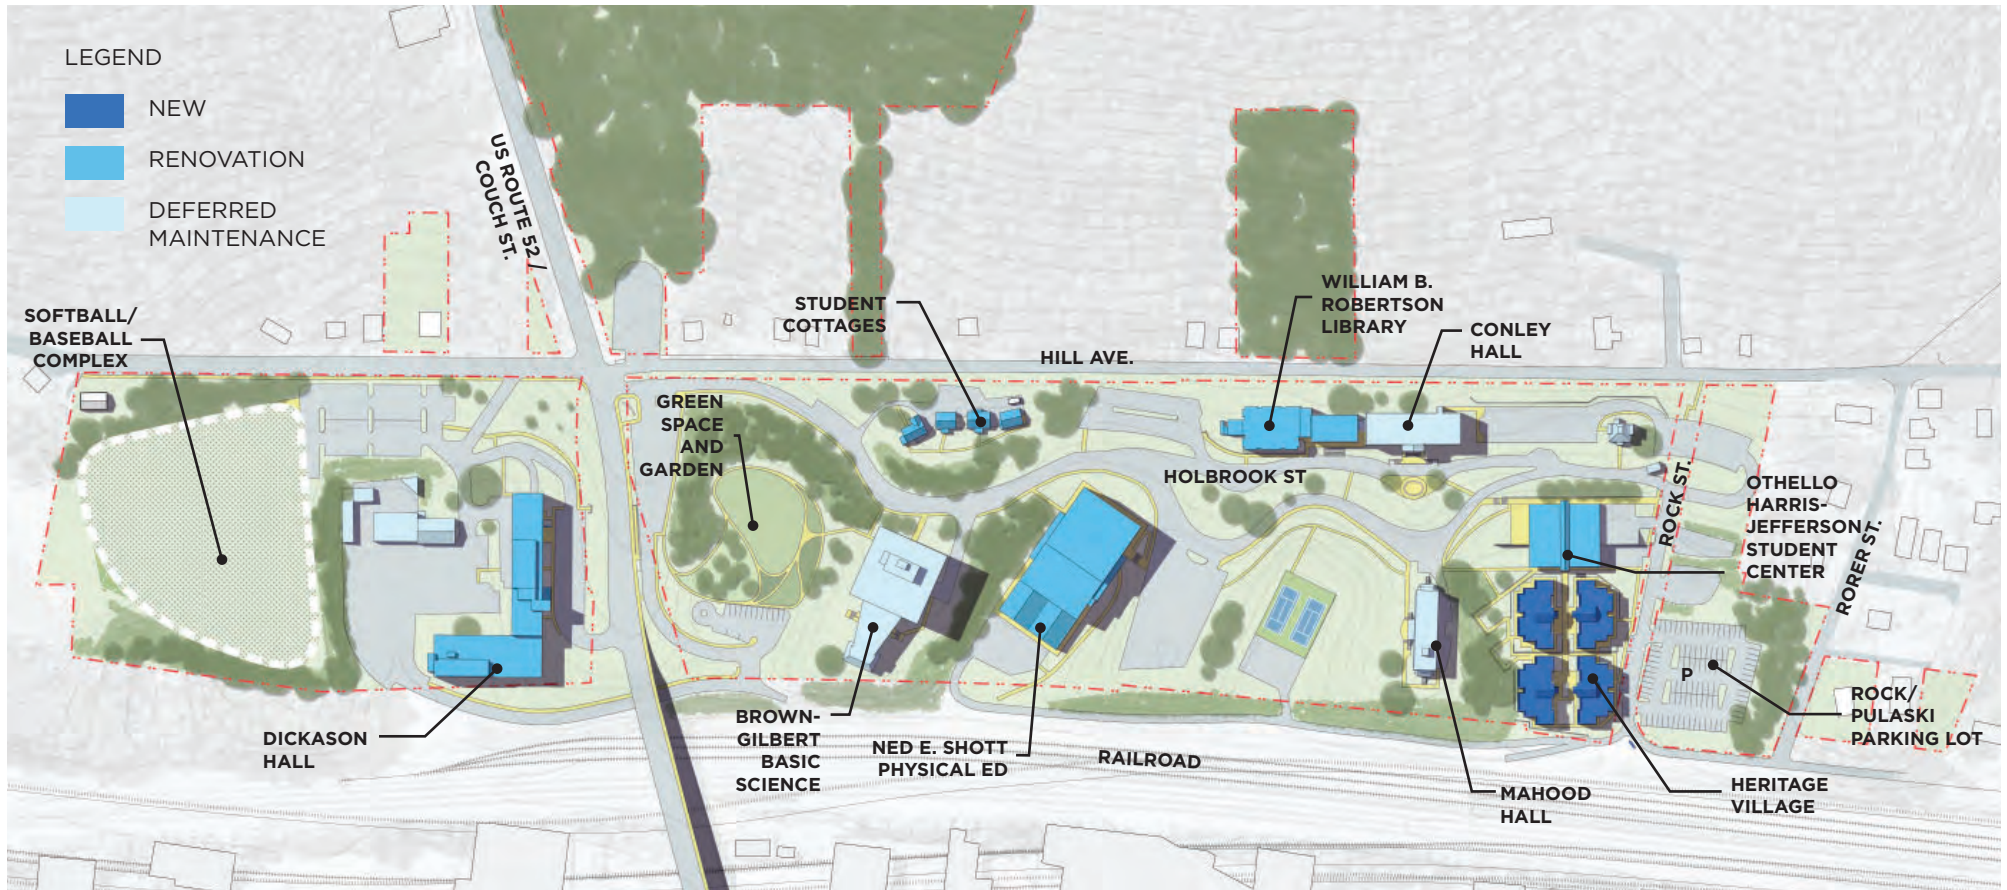 LEGEND
NEW
RENOVATION
DEFERRED
MAINTENANCE
US ROUTE 52 /
COUCH ST.
SOFTBALL/
BASEBALL
COMPLEX
STUDENT
COTTAGES
WILLIAM B.
ROBERTSON
LIBRARY
CONLEY
HALL
HILL AVE.
GREEN
SPACE
AND
GARDEN
HOLBROOK ST
ROCK ST.
OTHELLO
HARRIS-
JEFFERSON
STUDENT
CENTER
RORER ST.
P
ROCK/
PULASKI
PARKING LOT
DICKASON
HALL
BROWN-
GILBERT
BASIC
SCIENCE
NED E. SHOTT
PHYSICAL ED
RAILROAD
MAHOOD
HALL
HERITAGE
VILLAGE